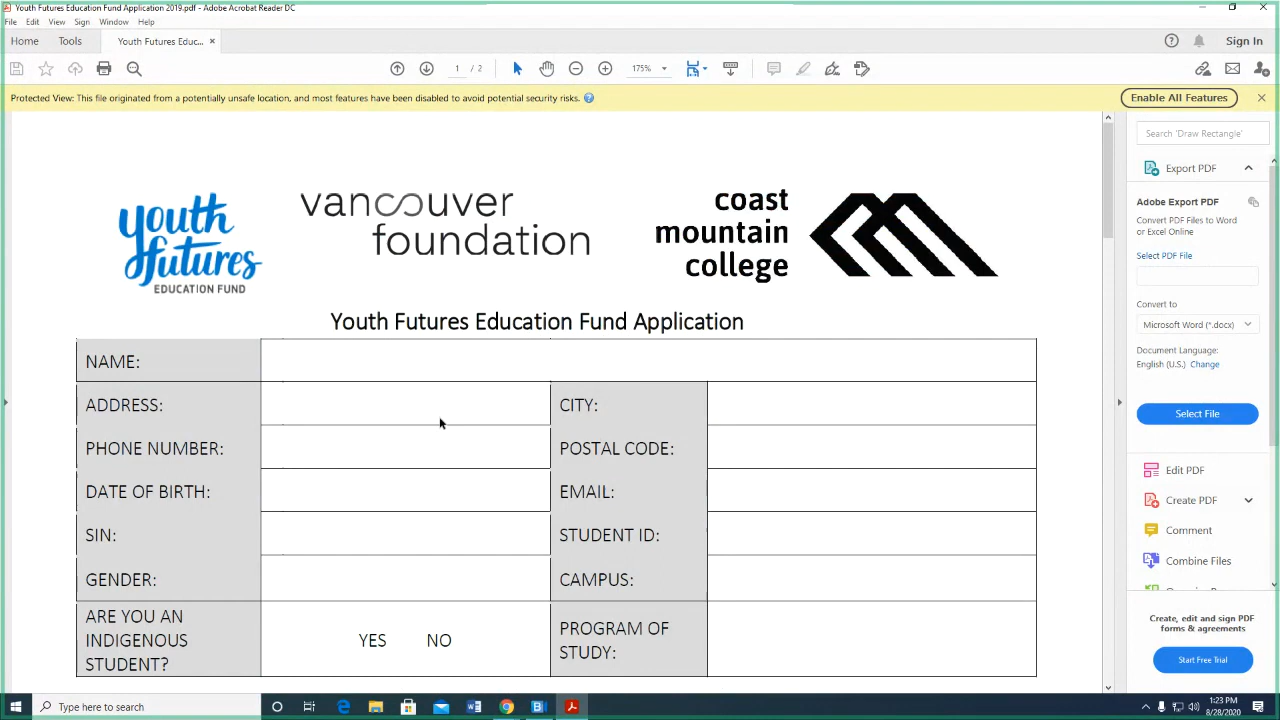 Youth Futures Education Fund Application 2019.pdf - Adobe Acrobat Reader DC
File Edit View Sign Window Help
Home Tools Youth Futures Educ... × Sign In
1 / 2 175%
Protected View: This file originated from a potentially unsafe location, and most features have been disabled to avoid potential security risks. Enable All Features
Search 'Draw Rectangle'
Export PDF
Adobe Export PDF
Convert PDF Files to Word
or Excel Online
Select PDF File
Convert to
Microsoft Word (*.docx)
Document Language:
English (U.S.) Change
Select File
Edit PDF
Create PDF
Comment
Combine Files
Create, edit and sign PDF
forms & agreements
Start Free Trial
youth
futures
EDUCATION FUND
vancouver
foundation
coast
mountain
college
Youth Futures Education Fund Application
NAME:
ADDRESS: CITY:
PHONE NUMBER: POSTAL CODE:
DATE OF BIRTH: EMAIL:
SIN: STUDENT ID:
GENDER: CAMPUS:
ARE YOU AN
INDIGENOUS
STUDENT?
YES NO
PROGRAM OF
STUDY:
Type here to search
1:23 PM
8/28/2020